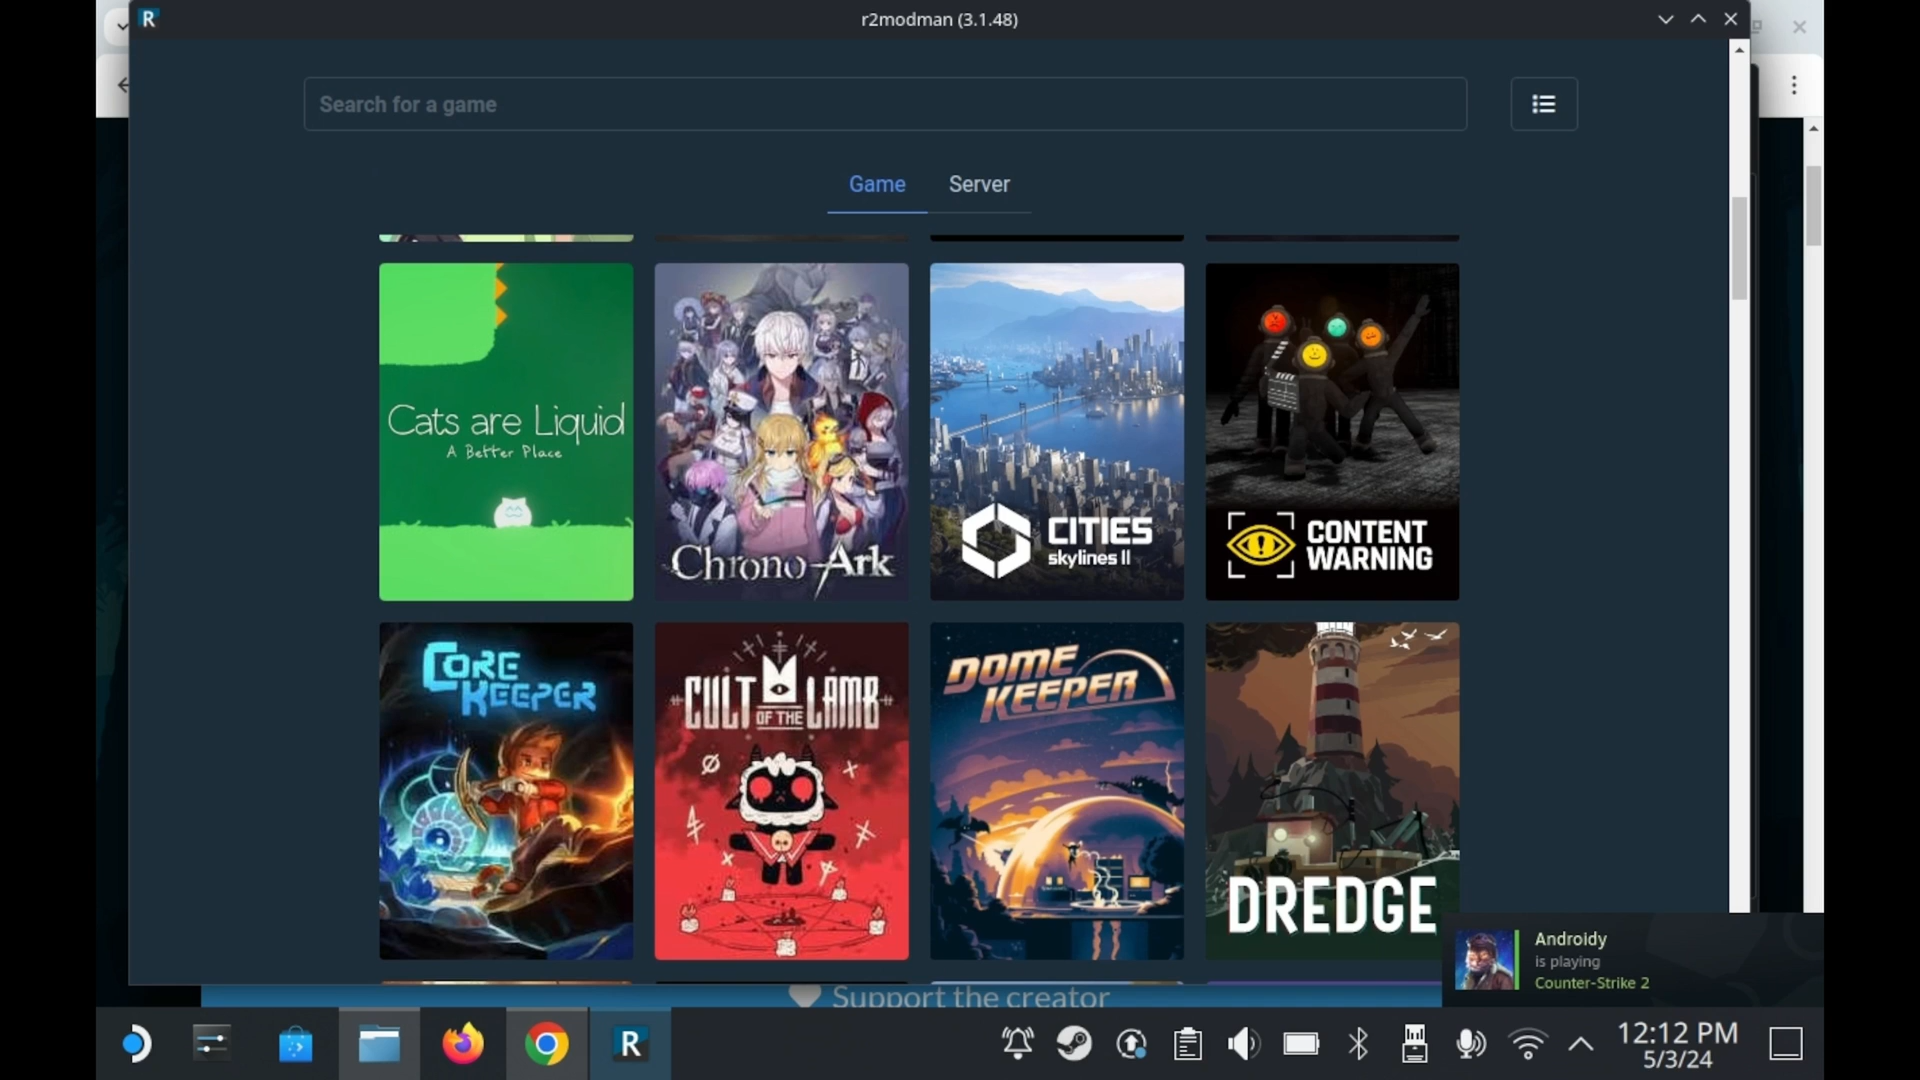 R
r2modman (3.1.48)
Search for a game
Game
Server
Cats are Liquid
A Better Place
Chrono Ark
CITIES
skylines II
CONTENT
WARNING
CORE
KEEPER
CULT
OF THE
LAMB
DOME
KEEPER
DREDGE
Androidy
is playing
Counter-Strike 2
Support the creator
R
12:12 PM
5/3/24